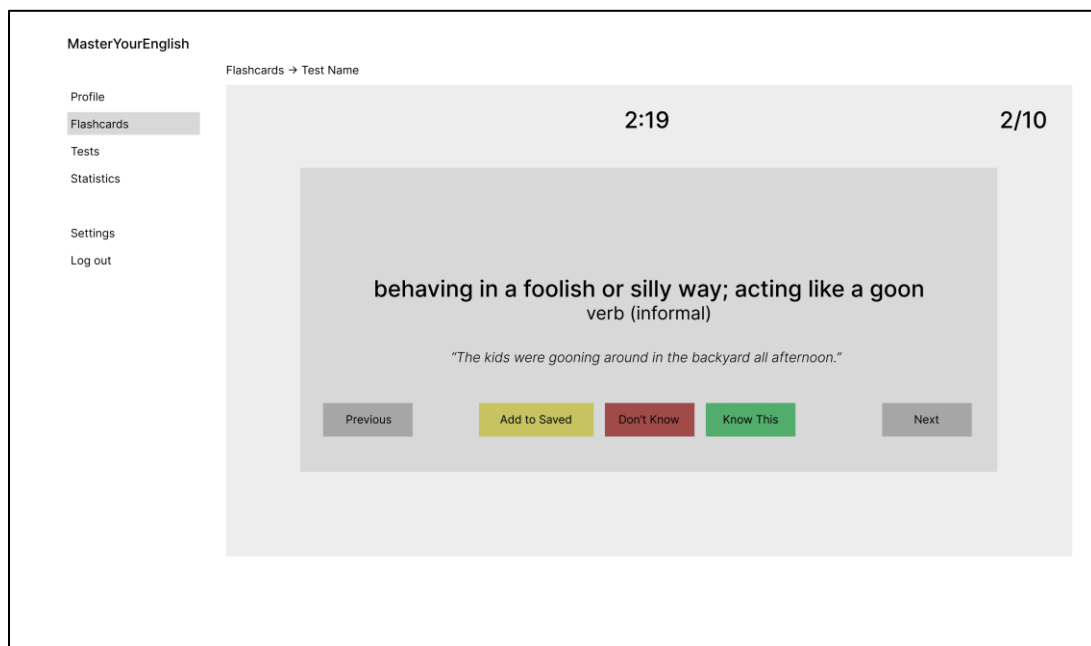 MasterYourEnglish
Flashcards → Test Name
Profile
Flashcards
Tests
Statistics
Settings
Log out
2:19
2/10
behaving in a foolish or silly way; acting like a goon
verb (informal)
“The kids were gooning around in the backyard all afternoon.”
Previous
Add to Saved
Don't Know
Know This
Next